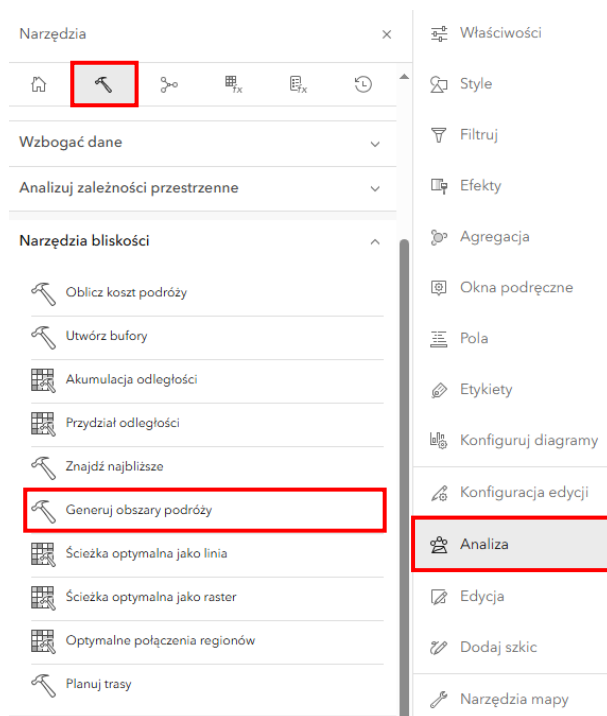 Narzędzia
Wzbogać dane
Analizuj zależności przestrzenne
Narzędzia bliskości
Oblicz koszt podróży
Utwórz bufory
Akumulacja odległości
Przydział odległości
Znajdź najbliższe
Generuj obszary podróży
Ścieżka optymalna jako linia
Ścieżka optymalna jako raster
Optymalne połączenia regionów
Planuj trasy
Właściwości
Style
Filtruj
Efekty
Agregacja
Okna podręczne
Pola
Etykiety
Konfiguruj diagramy
Konfiguracja edycji
Analiza
Edycja
Dodaj szkic
Narzędzia mapy